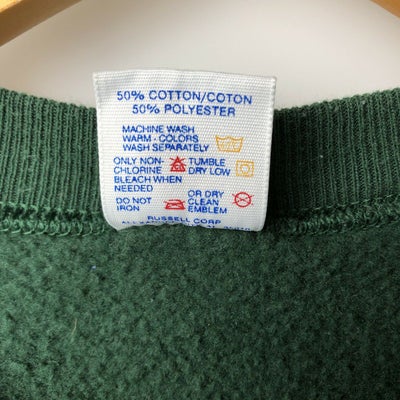 50% COTTON/COTON
50% POLYESTER
MACHINE WASH
WARM - COLORS
WASH SEPARATELY
ONLY NON-
CHLORINE
BLEACH WHEN
NEEDED
TUMBLE
DRY LOW
DO NOT
IRON
OR DRY
CLEAN
EMBLEM
RUSSELL CORP